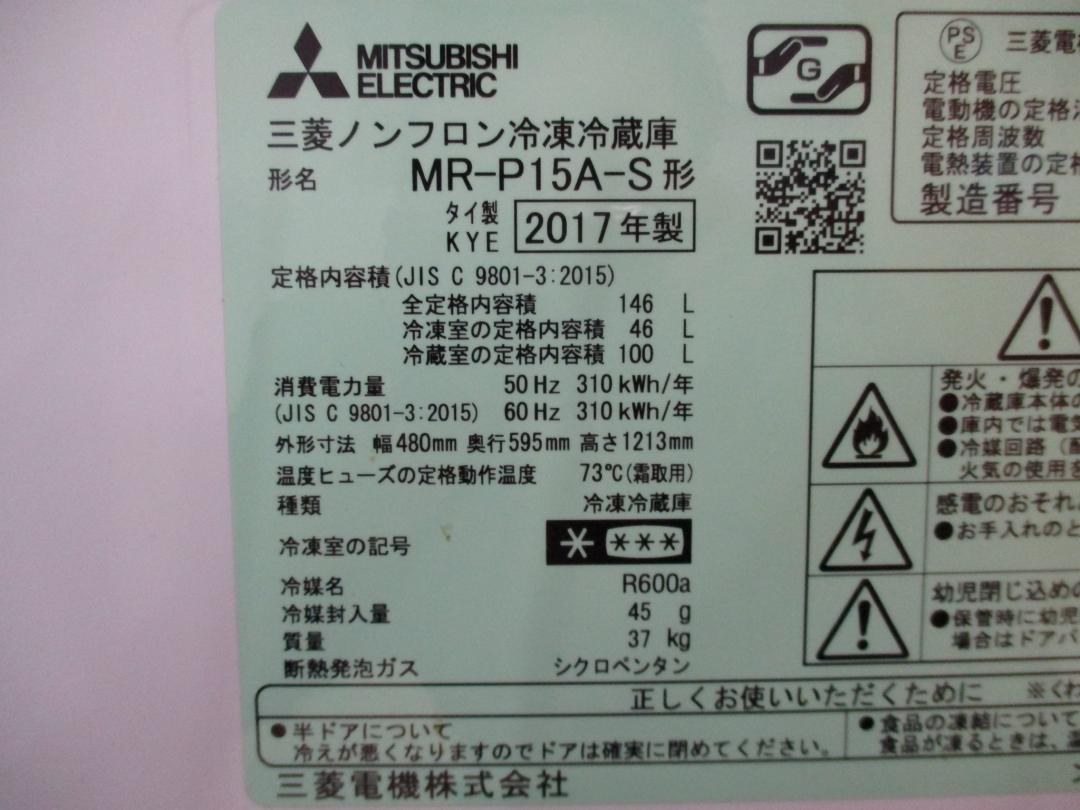 MITSUBISHI
ELECTRIC
三菱ノンフロン冷凍冷蔵庫
形名 MR-P15A-S形
タイ製
KYE 2017年製
定格内容積(JIS C 9801-3:2015)
全定格内容積 146 L
冷凍室の定格内容積 46 L
冷蔵室の定格内容積 100 L
消費電力量 50Hz 310kWh/年
(JIS C 9801-3:2015) 60Hz 310kWh/年
外形寸法 幅480mm 奥行595mm 高さ1213mm
温度ヒューズの定格動作温度 73℃(霜取用)
種類 冷凍冷蔵庫
冷凍室の記号 * ***
冷媒名 R600a
冷媒封入量 45 g
質量 37 kg
断熱発泡ガス シクロペンタン
G
PS
E
三菱電
定格電圧
電動機の定格
定格周波数
電熱装置の定格
製造番号
発火・爆発の
●冷蔵庫本体の
●庫内では電気
●冷媒回路(
火気の使用を
感電のおそれ
●お手入れのと
幼児閉じ込めの
●保管時に幼児
場合はドアパ
正しくお使いいただくために ※くわ
●半ドアについて
冷えが悪くなりますのでドアは確実に閉めてください。
●食品の凍結について
食品が凍るときは、温
三菱電機株式会社